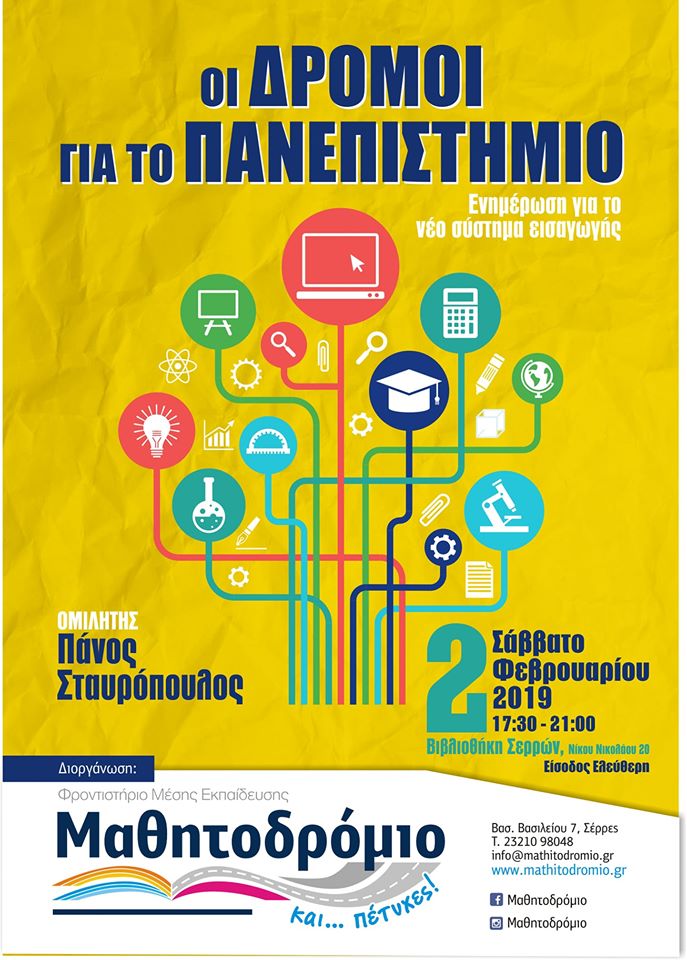 ΟΙ ΔΡΟΜΟΙ
ΓΙΑ ΤΟ ΠΑΝΕΠΙΣΤΗΜΙΟ
Ενημέρωση για το
νέο σύστημα εισαγωγής
ΟΜΙΛΗΤΗΣ
Πάνος
Σταυρόπουλος
2 Σάββατο
Φεβρουαρίου
2019
17:30 - 21:00
Βιβλιοθήκη Σερρών, Νίκου Νικολάου 20
Είσοδος Ελεύθερη
Διοργάνωση:
Φροντιστήριο Μέσης Εκπαίδευσης
Μαθητοδρόμιο
και... πέτυχες!
Βασ. Βασιλείου 7, Σέρρες
Τ. 23210 98048
info@mathitodromio.gr
www.mathitodromio.gr
Μαθητοδρόμιο
Μαθητοδρόμιο